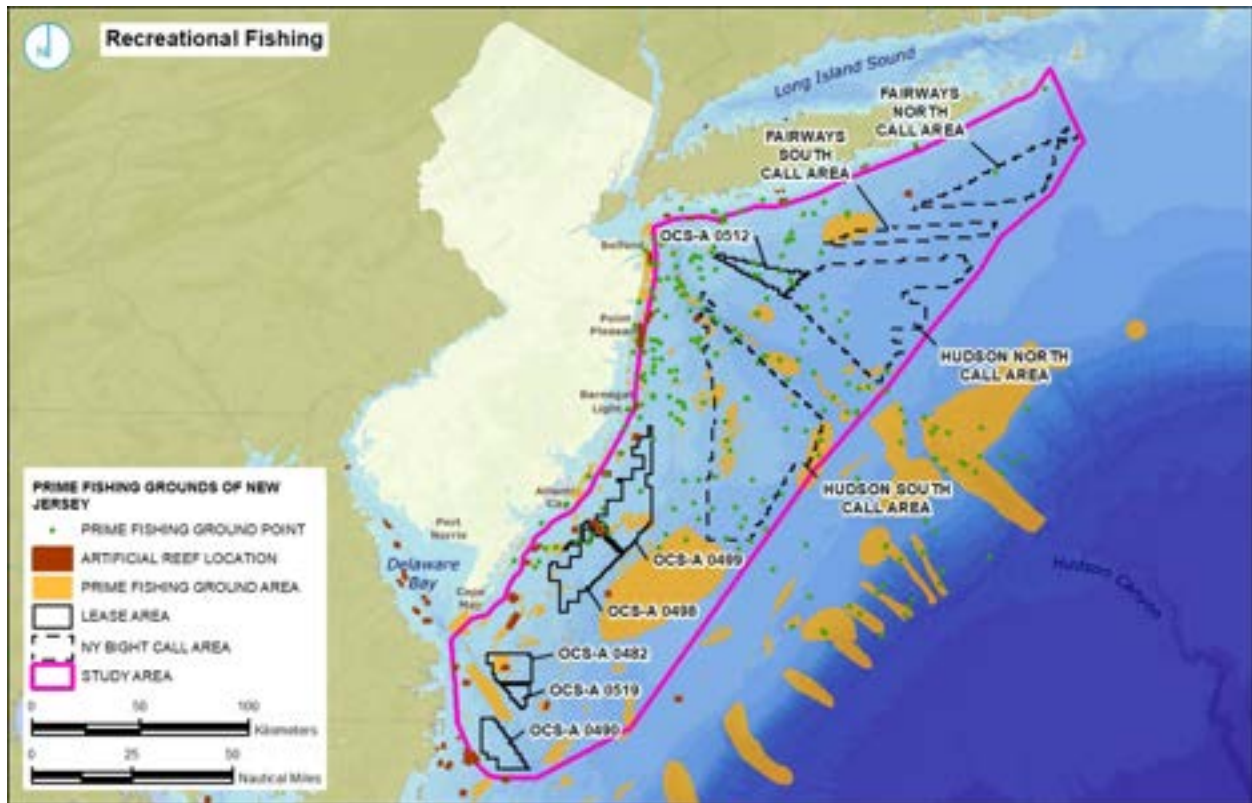 N
Recreational Fishing
Long Island Sound
FAIRWAYS
NORTH
CALL AREA
FAIRWAYS
SOUTH
CALL AREA
OCS-A 0512
Belford
Point
Pleasant
HUDSON NORTH
CALL AREA
Barnegat
Light
HUDSON SOUTH
CALL AREA
Atlantic
City
Port
Norris
OCS-A 0499
Delaware
Bay
Cape
May
OCS-A 0498
Hudson
Canyon
OCS-A 0482
OCS-A 0519
OCS-A 0490
PRIME FISHING GROUNDS OF NEW
JERSEY
PRIME FISHING GROUND POINT
ARTIFICIAL REEF LOCATION
PRIME FISHING GROUND AREA
LEASE AREA
NY BIGHT CALL AREA
STUDY AREA
0 50 100
Kilometers
0 25 50
Nautical Miles